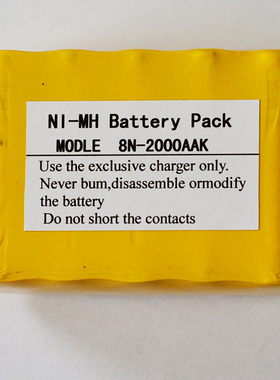 NI-MH Battery Pack
MODLE 8N-2000AAK
Use the exclusive charger only.
Never bum,disassemble ormodify
the battery
Do not short the contacts